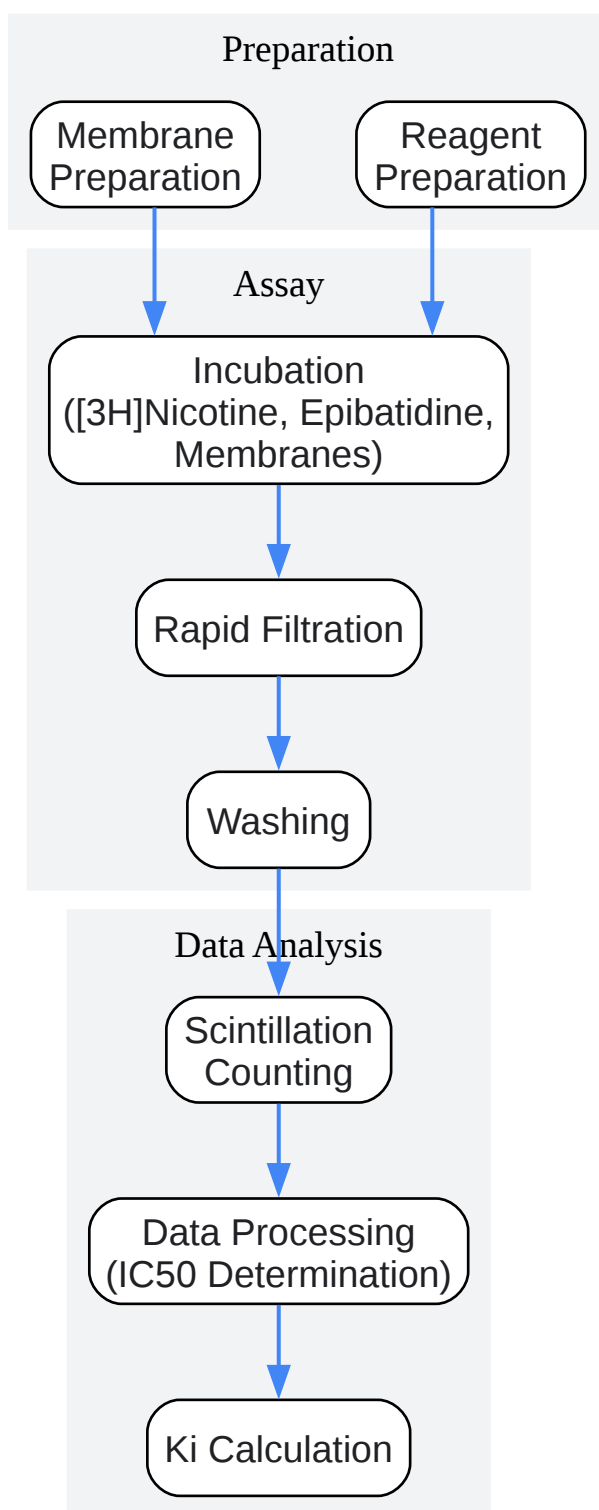 Preparation
Membrane
Preparation
Reagent
Preparation
Assay
Incubation
([3H]Nicotine, Epibatidine,
Membranes)
Rapid Filtration
Washing
Data Analysis
Scintillation
Counting
Data Processing
(IC50 Determination)
Ki Calculation